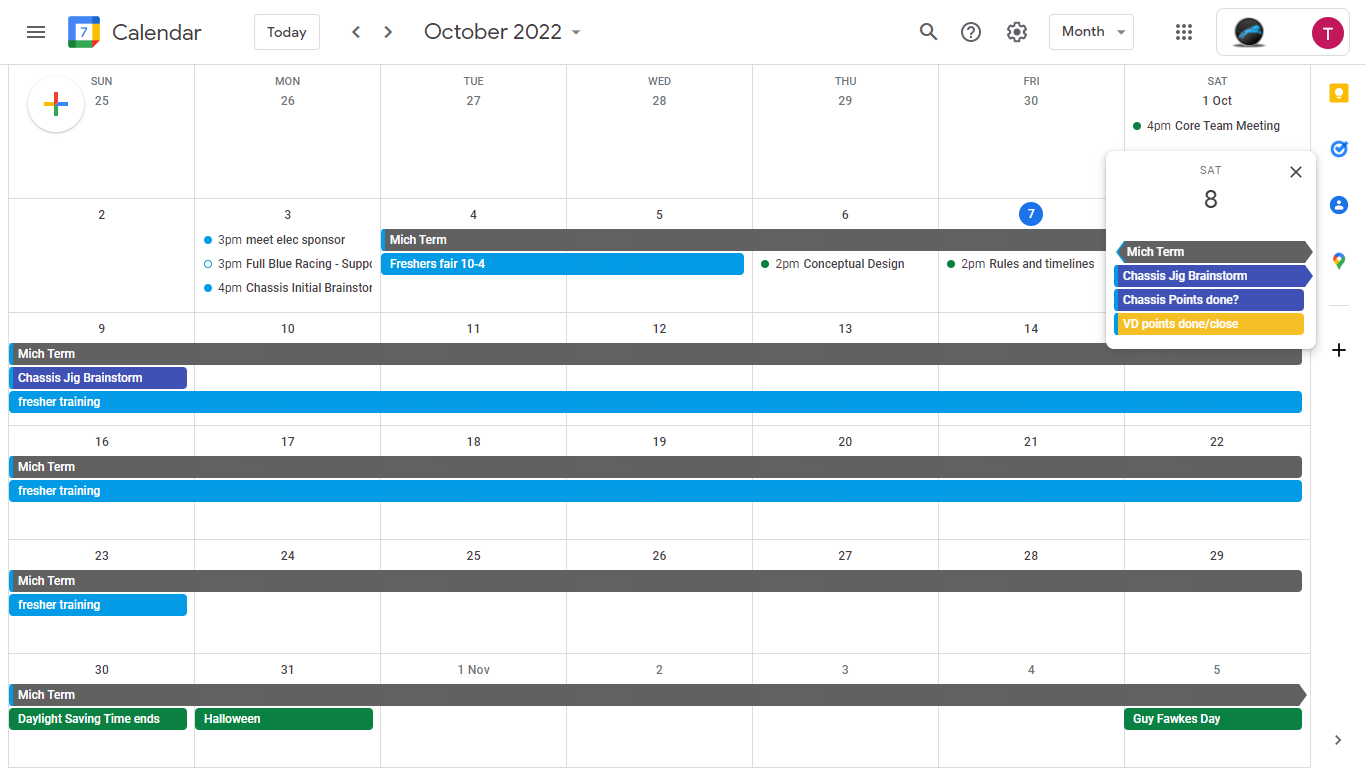 7 Calendar Today October 2022 Month T
SUN MON TUE WED THU FRI SAT
25 26 27 28 29 30 1 Oct
4pm Core Team Meeting
SAT
8
Mich Term
Chassis Jig Brainstorm
Chassis Points done?
VD points done/close
2 3 4 5 6 7
3pm meet elec sponsor
3pm Full Blue Racing - Suppo
4pm Chassis Initial Brainstor
Mich Term
Freshers fair 10-4
2pm Conceptual Design
2pm Rules and timelines
9 10 11 12 13 14
Mich Term
Chassis Jig Brainstorm
fresher training
16 17 18 19 20 21 22
Mich Term
fresher training
23 24 25 26 27 28 29
Mich Term
fresher training
30 31 1 Nov 2 3 4 5
Mich Term
Daylight Saving Time ends Halloween Guy Fawkes Day